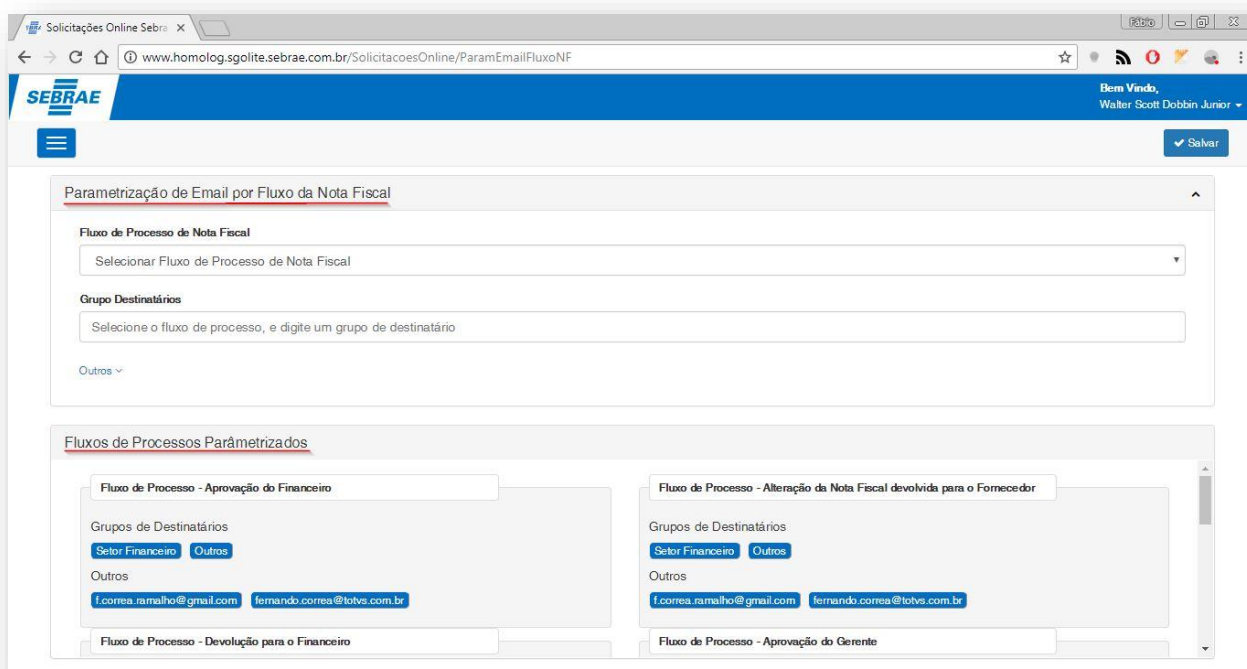 Solicitações Online Sebra
Fábio
www.homolog.sgolite.sebrae.com.br/SolicitacoesOnline/ParamEmailFluxoNF
SEBRAE
Bem Vindo,
Walter Scott Dobbin Junior
Salvar
Parametrização de Email por Fluxo da Nota Fiscal
Fluxo de Processo de Nota Fiscal
Selecionar Fluxo de Processo de Nota Fiscal
Grupo Destinatários
Selecione o fluxo de processo, e digite um grupo de destinatário
Outros
Fluxos de Processos Parâmetrizados
Fluxo de Processo - Aprovação do Financeiro
Grupos de Destinatários
Setor Financeiro Outros
Outros
f.correa.ramalho@gmail.com fernando.correa@totvs.com.br
Fluxo de Processo - Alteração da Nota Fiscal devolvida para o Fornecedor
Grupos de Destinatários
Setor Financeiro Outros
Outros
f.correa.ramalho@gmail.com fernando.correa@totvs.com.br
Fluxo de Processo - Devolução para o Financeiro
Fluxo de Processo - Aprovação do Gerente